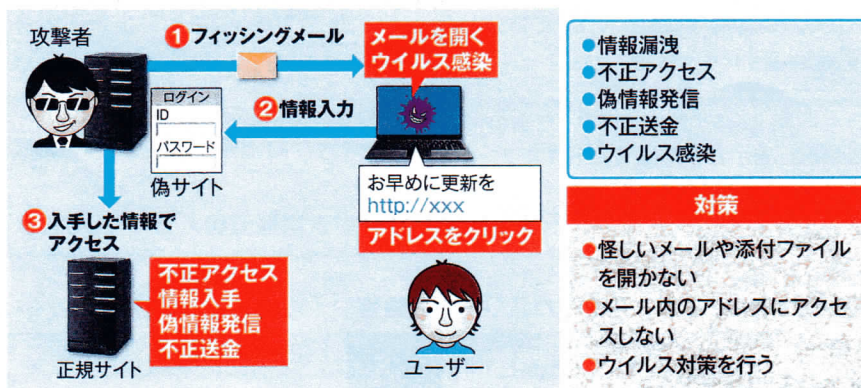 攻撃者
❶フィッシングメール
メールを開く
ウイルス感染
ログイン
ID
パスワード
偽サイト
❷情報入力
お早めに更新を
http://xxx
アドレスをクリック
❸入手した情報で
アクセス
不正アクセス
情報入手
偽情報発信
不正送金
正規サイト
ユーザー
●情報漏洩
●不正アクセス
●偽情報発信
●不正送金
●ウイルス感染
対策
●怪しいメールや添付ファイル
を開かない
●メール内のアドレスにアクセ
スしない
●ウイルス対策を行う